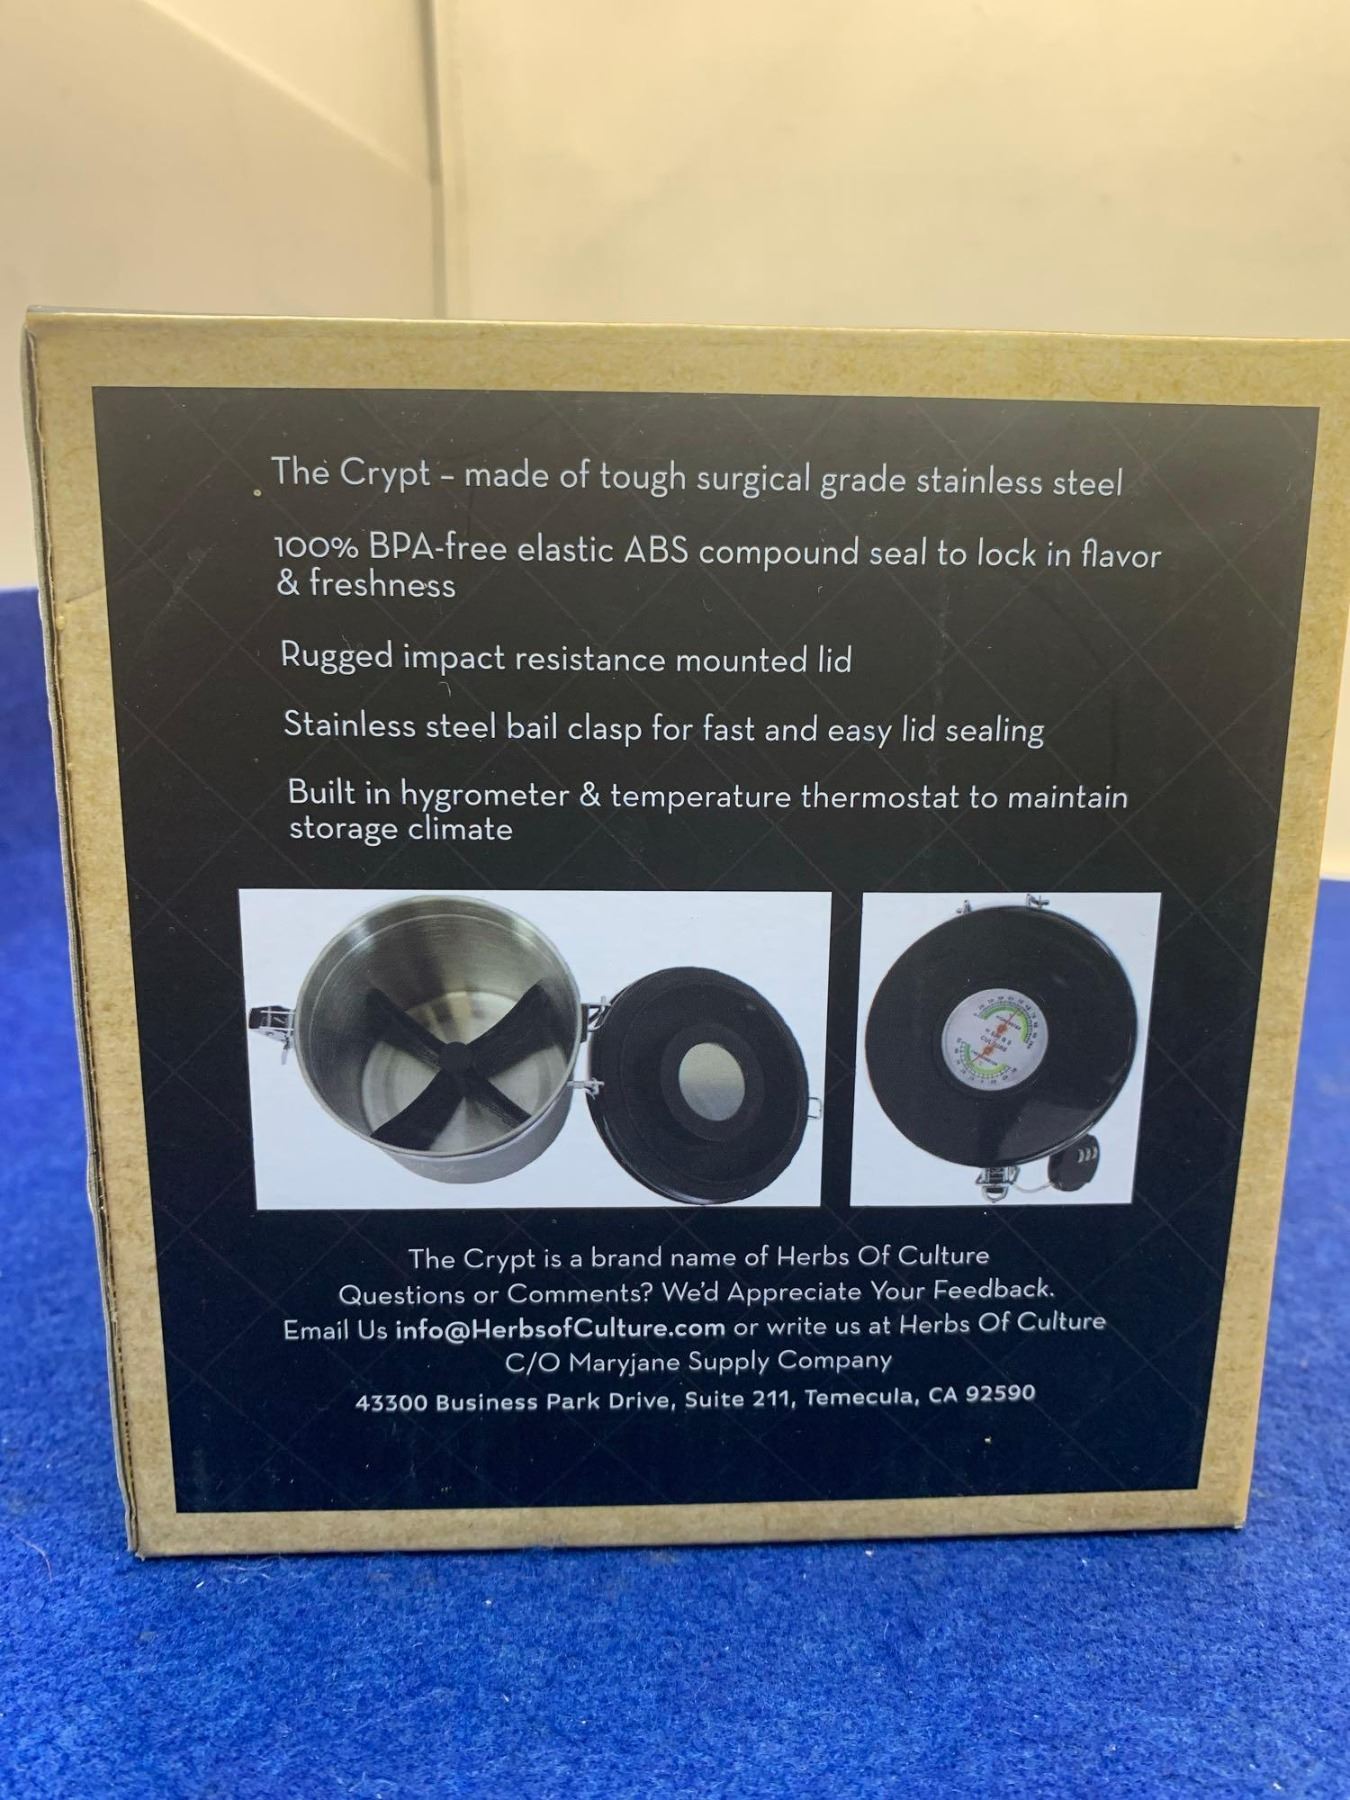 The Crypt – made of tough surgical grade stainless steel
100% BPA-free elastic ABS compound seal to lock in flavor
& freshness
Rugged impact resistance mounted lid
Stainless steel bail clasp for fast and easy lid sealing
Built in hygrometer & temperature thermostat to maintain
storage climate
The Crypt is a brand name of Herbs Of Culture
Questions or Comments? We'd Appreciate Your Feedback.
Email Us info@HerbsofCulture.com or write us at Herbs Of Culture
C/O Maryjane Supply Company
43300 Business Park Drive, Suite 211, Temecula, CA 92590